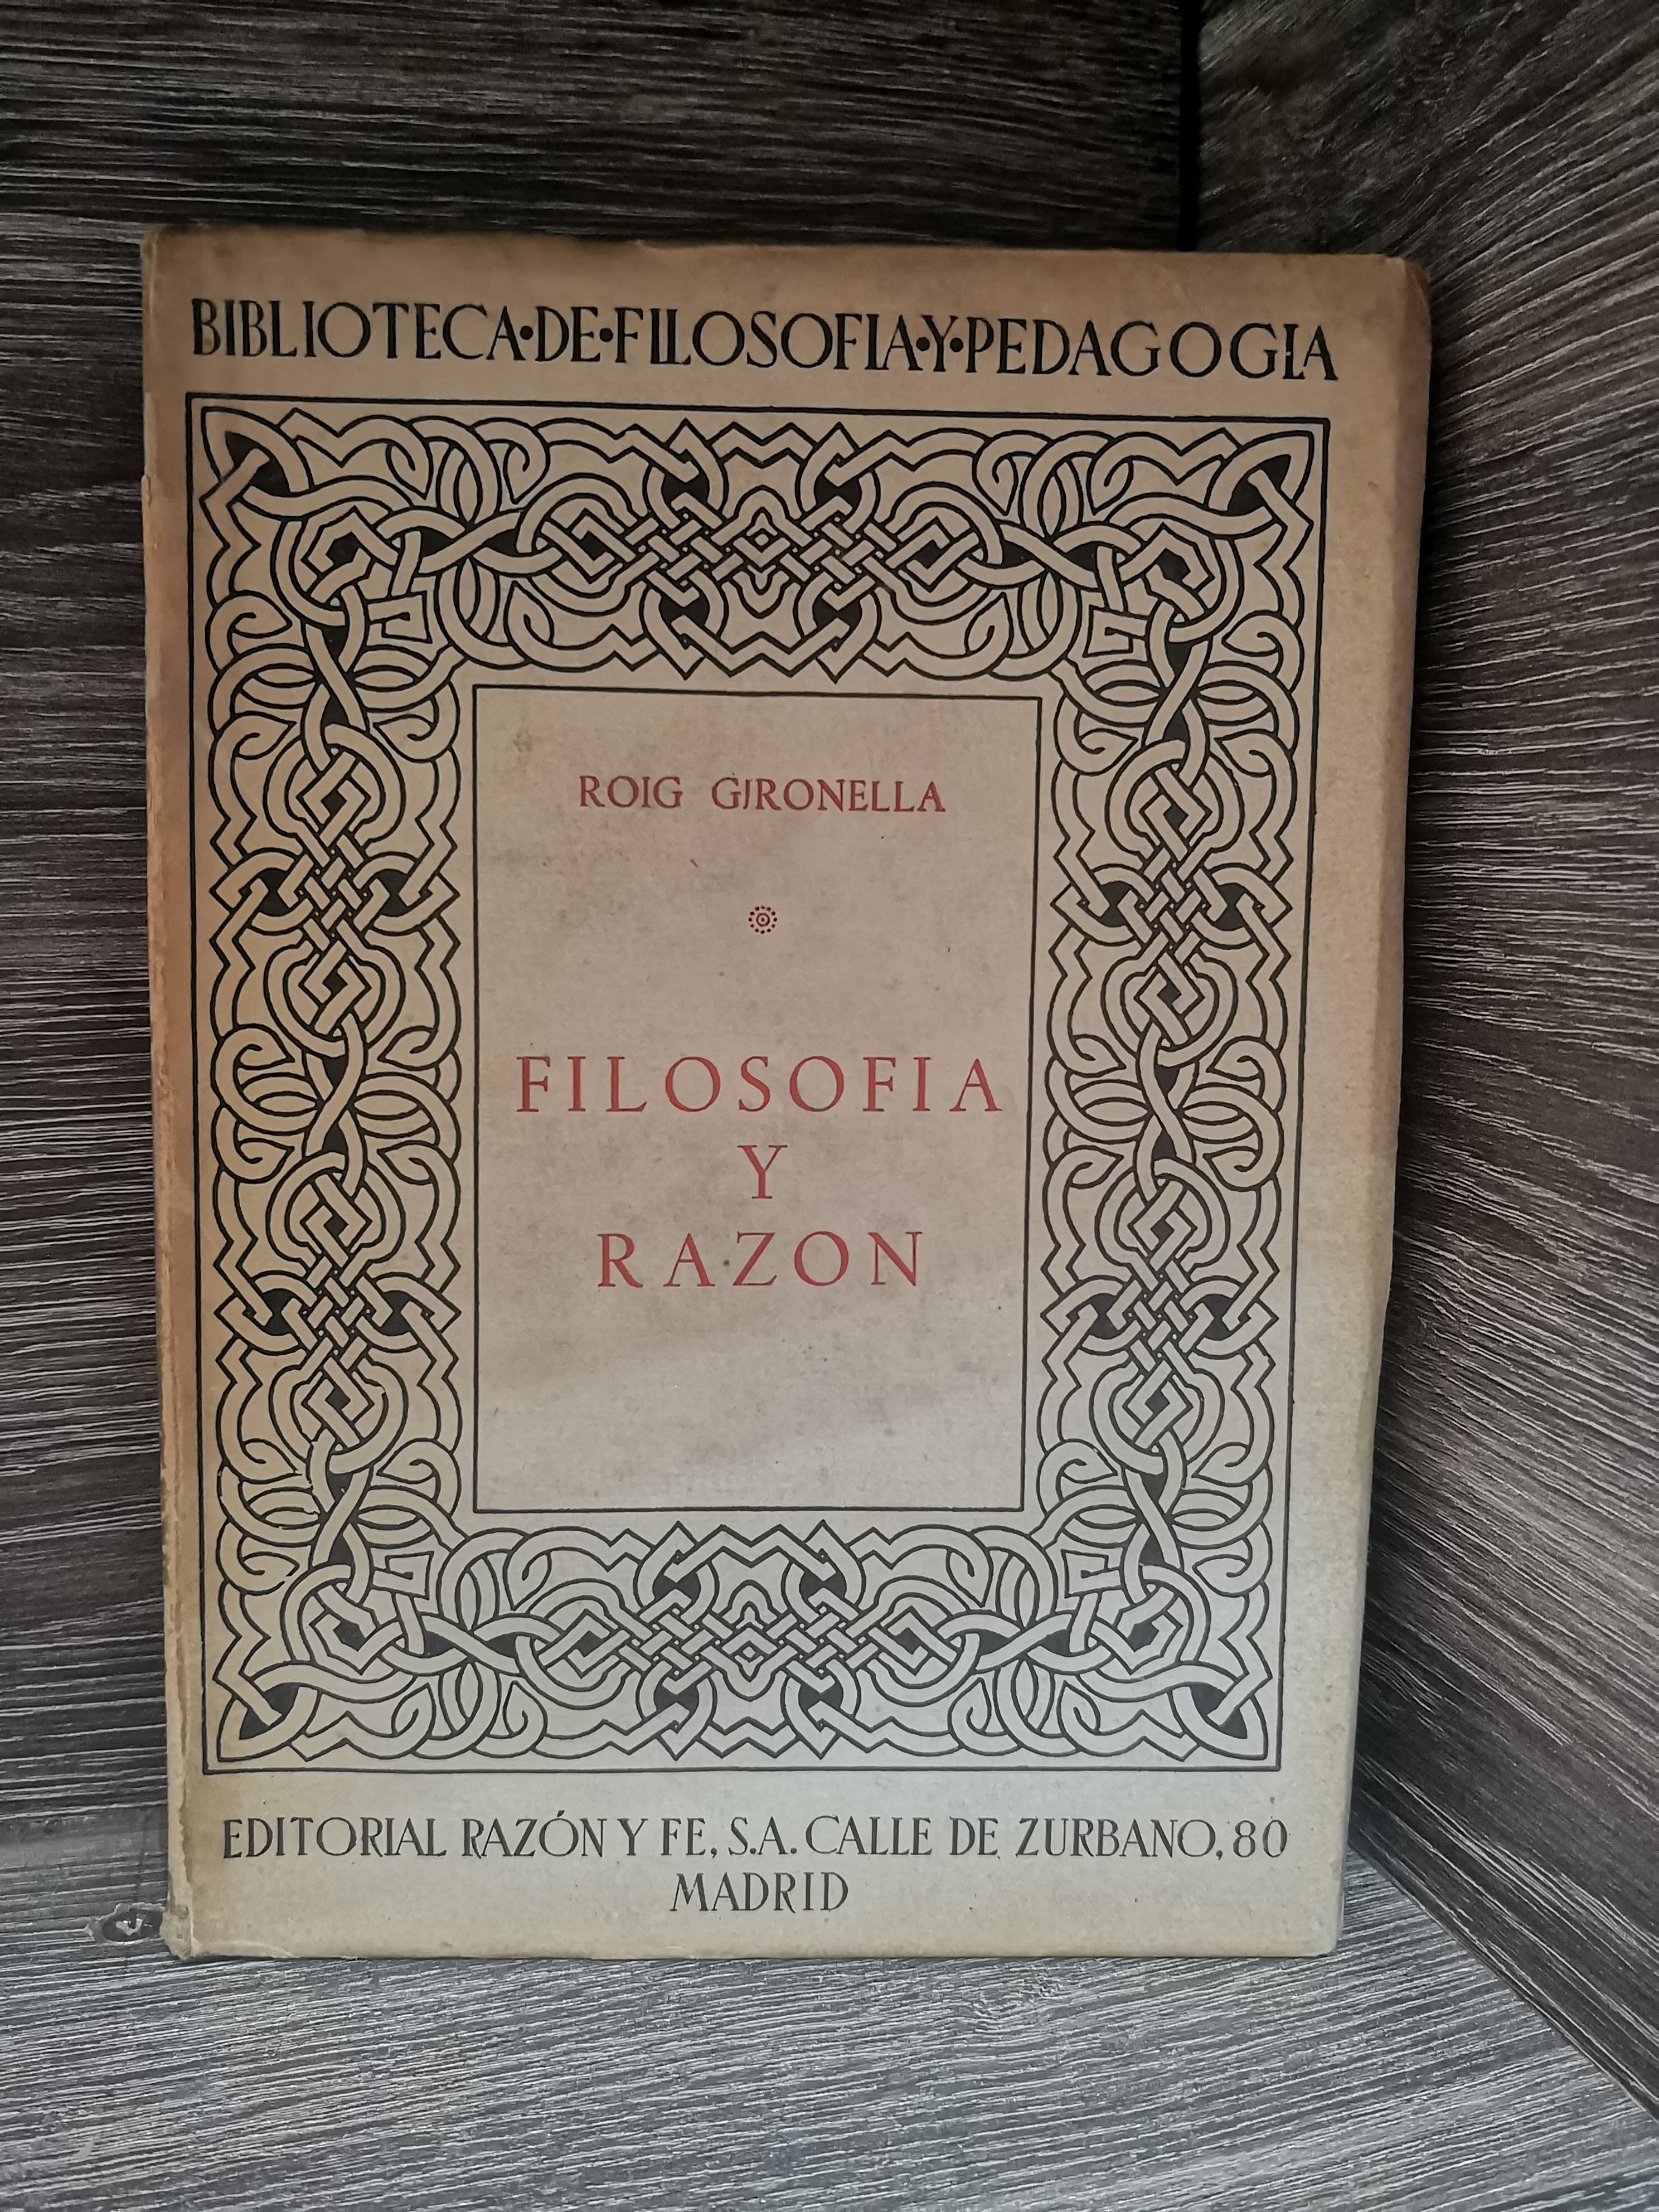 BIBLIOTECA·DE·FILOSOFIA·Y·PEDAGOGIA
ROIG GIRONELLA
FILOSOFIA
Y
RAZON
EDITORIAL RAZÓN Y FE, S.A. CALLE DE ZURBANO, 80
MADRID